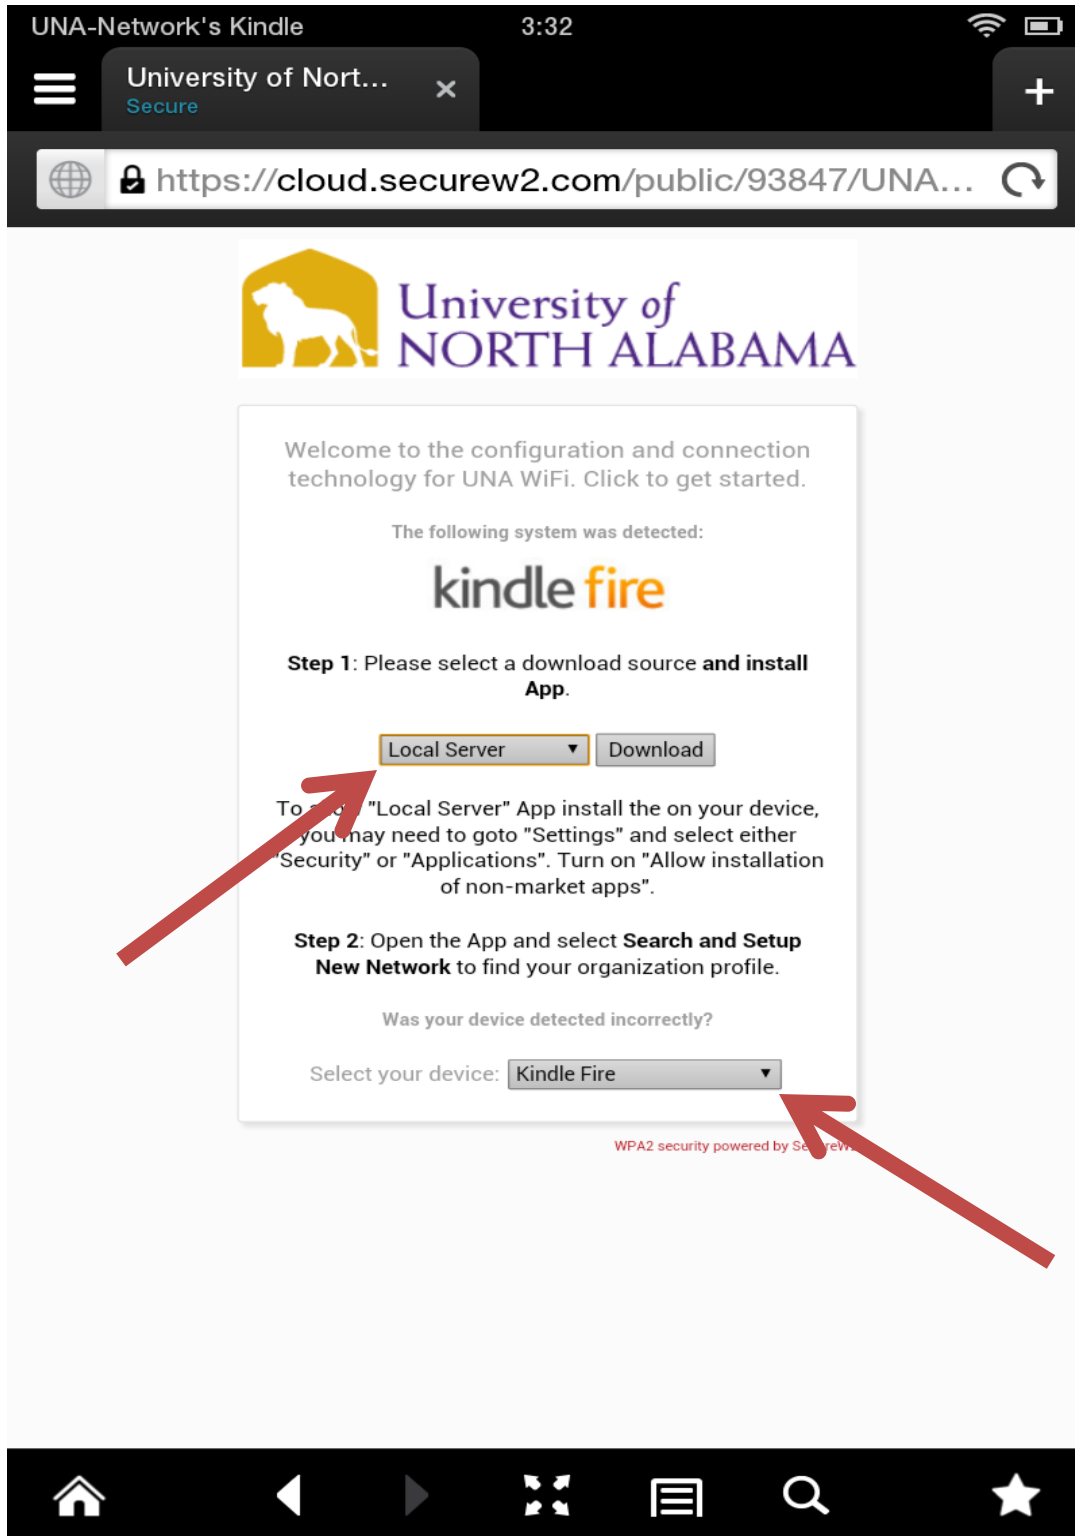 UNA-Network's Kindle 3:32
University of Nort...
Secure
https://cloud.securew2.com/public/93847/UNA...
University of
NORTH ALABAMA
Welcome to the configuration and connection
technology for UNA WiFi. Click to get started.
The following system was detected:
kindle fire
Step 1: Please select a download source and install
App.
Local Server Download
To "Local Server" App install the on your device,
you may need to goto "Settings" and select either
"Security" or "Applications". Turn on "Allow installation
of non-market apps".
Step 2: Open the App and select Search and Setup
New Network to find your organization profile.
Was your device detected incorrectly?
Select your device: Kindle Fire
WPA2 security powered by